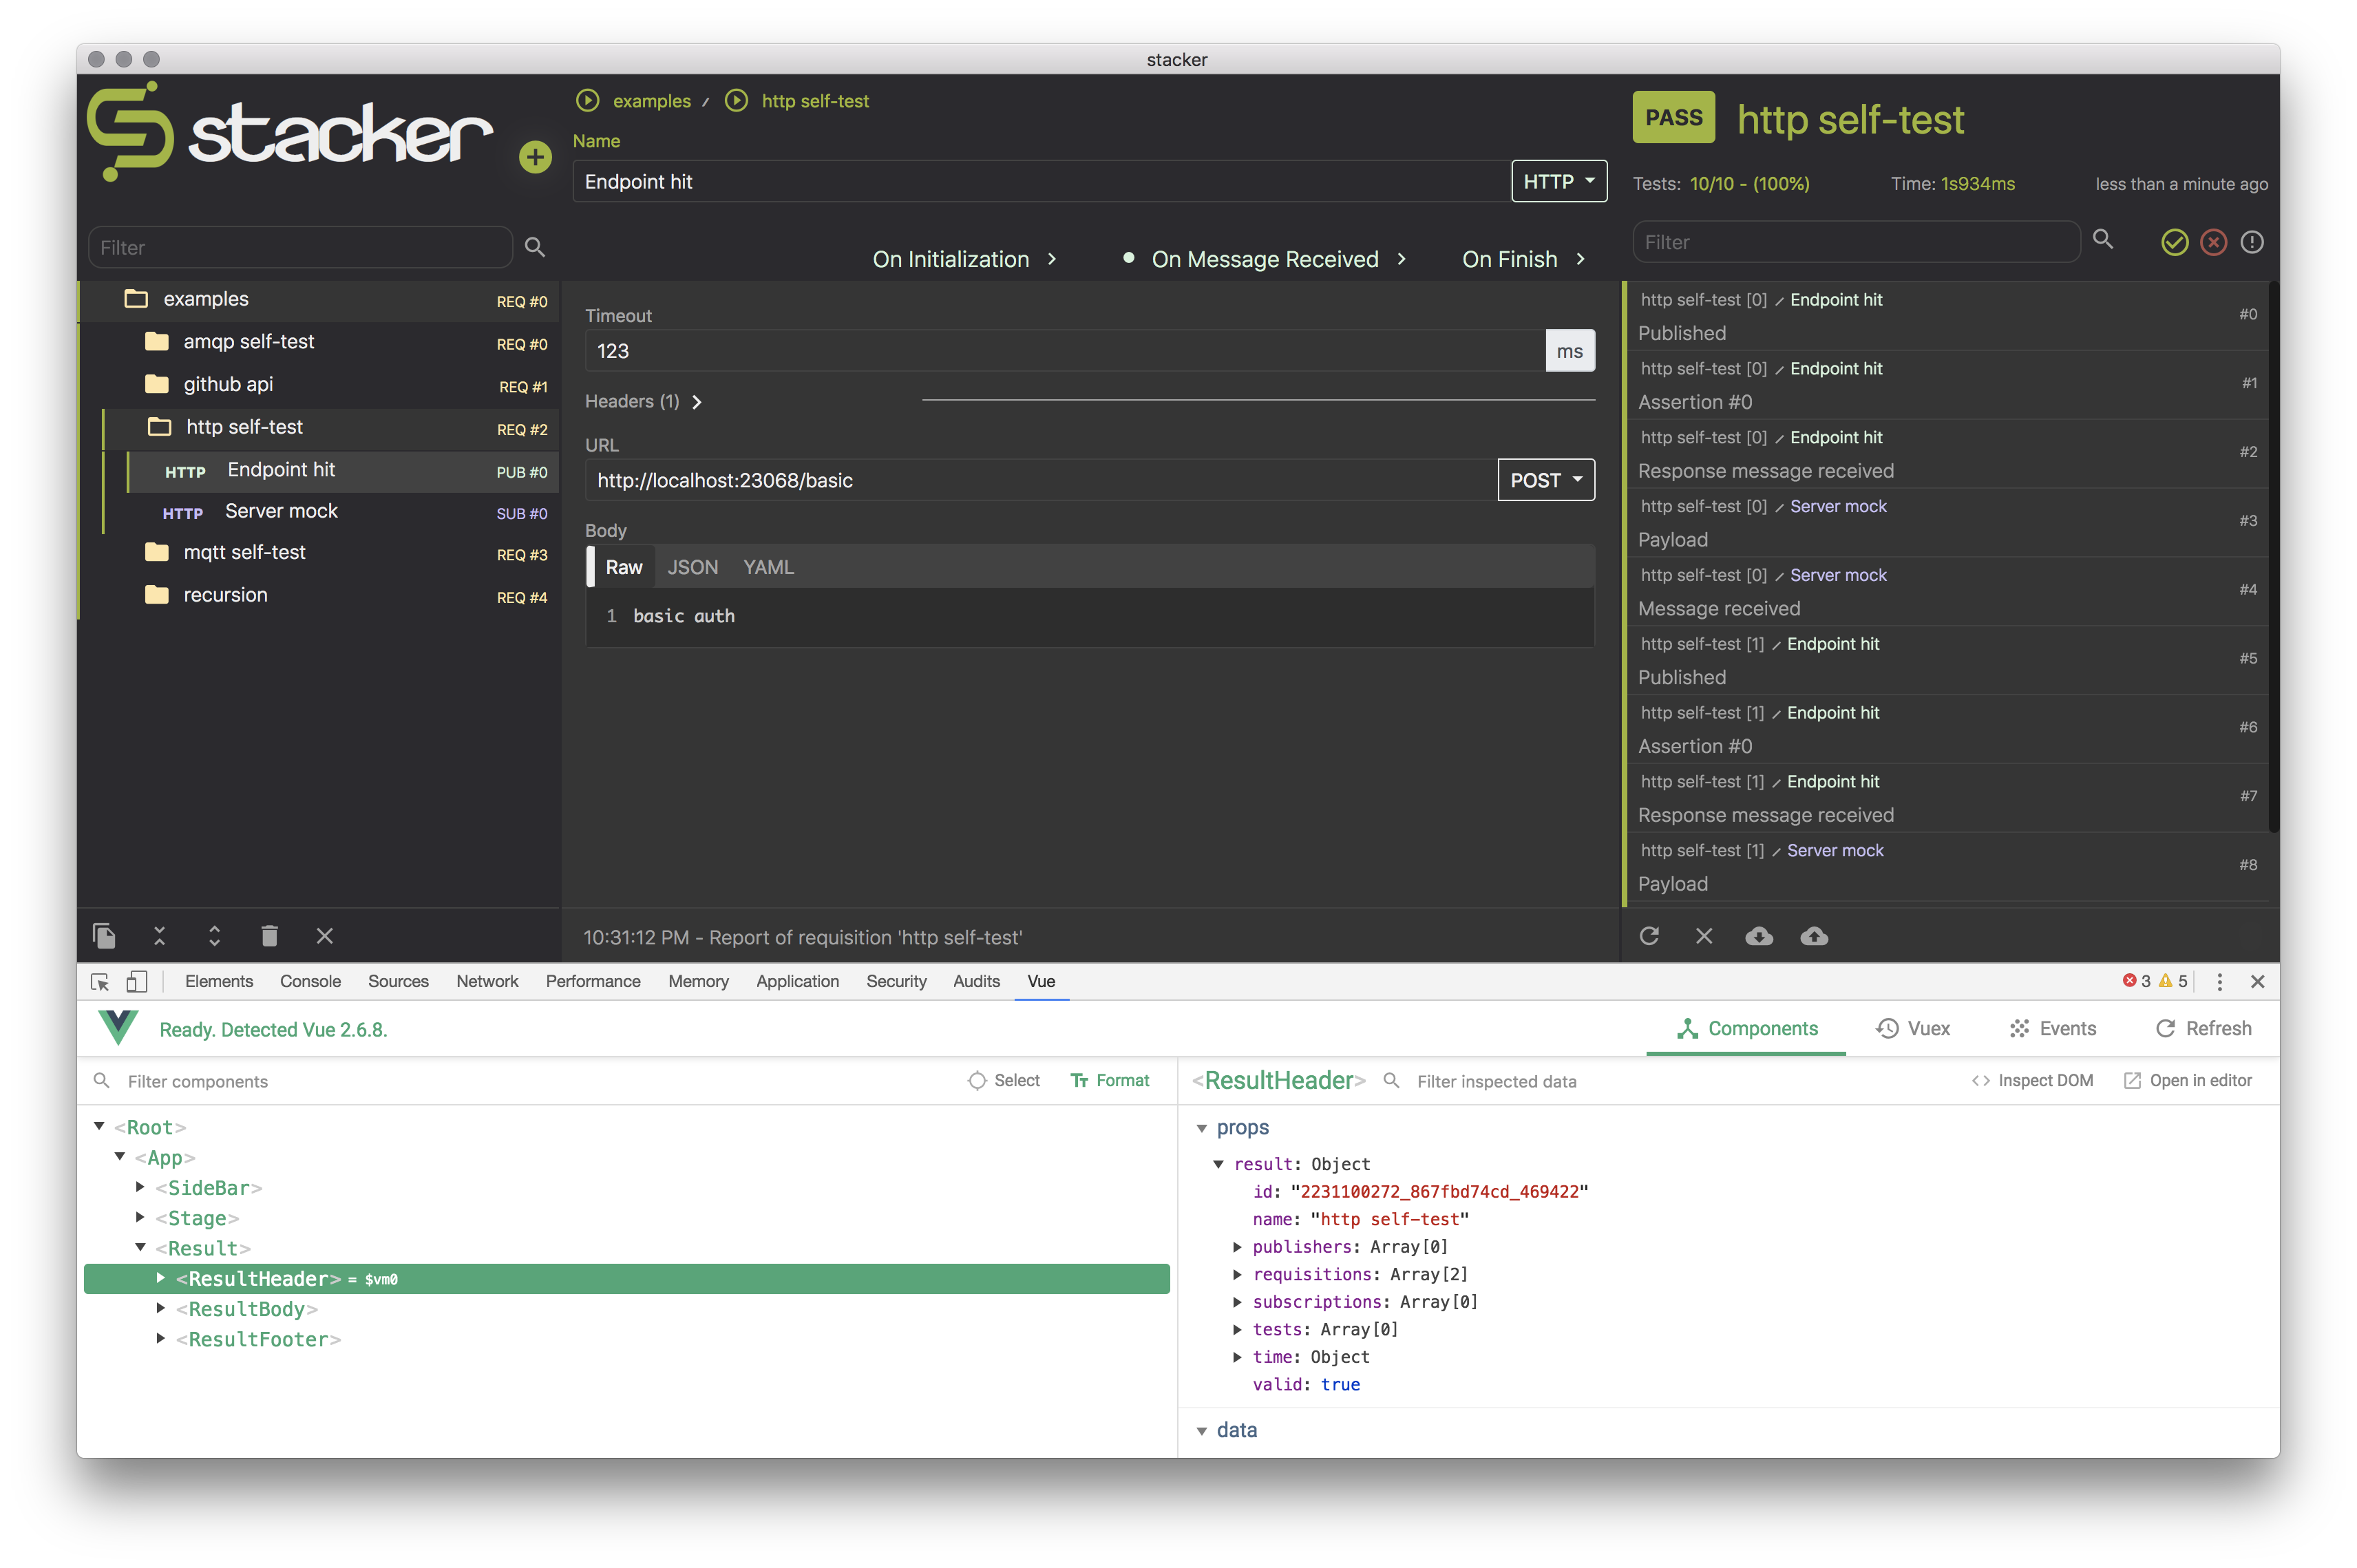 stacker
stacker
examples / http self-test
Name
Endpoint hit
HTTP
Filter
On Initialization
On Message Received
On Finish
examples REQ #0
amqp self-test REQ #0
github api REQ #1
http self-test REQ #2
HTTP Endpoint hit PUB #0
HTTP Server mock SUB #0
mqtt self-test REQ #3
recursion REQ #4
Timeout
123 ms
Headers (1)
URL
http://localhost:23068/basic POST
Body
Raw JSON YAML
1 basic auth
10:31:12 PM - Report of requisition 'http self-test'
PASS http self-test
Tests: 10/10 - (100%) Time: 1s934ms less than a minute ago
Filter
http self-test [0] / Endpoint hit
#0
Published
http self-test [0] / Endpoint hit
#1
Assertion #0
http self-test [0] / Endpoint hit
#2
Response message received
http self-test [0] / Server mock
#3
Payload
http self-test [0] / Server mock
#4
Message received
http self-test [1] / Endpoint hit
#5
Published
http self-test [1] / Endpoint hit
#6
Assertion #0
http self-test [1] / Endpoint hit
#7
Response message received
http self-test [1] / Server mock
#8
Payload
Elements Console Sources Network Performance Memory Application Security Audits Vue 3 5
Ready. Detected Vue 2.6.8.
Components Vuex Events Refresh
Filter components Select Format
<Root>
<App>
<SideBar>
<Stage>
<Result>
<ResultHeader> = $vm0
<ResultBody>
<ResultFooter>
<ResultHeader> Filter inspected data Inspect DOM Open in editor
props
result: Object
id: "2231100272_867fbd74cd_469422"
name: "http self-test"
publishers: Array[0]
requisitions: Array[2]
subscriptions: Array[0]
tests: Array[0]
time: Object
valid: true
data